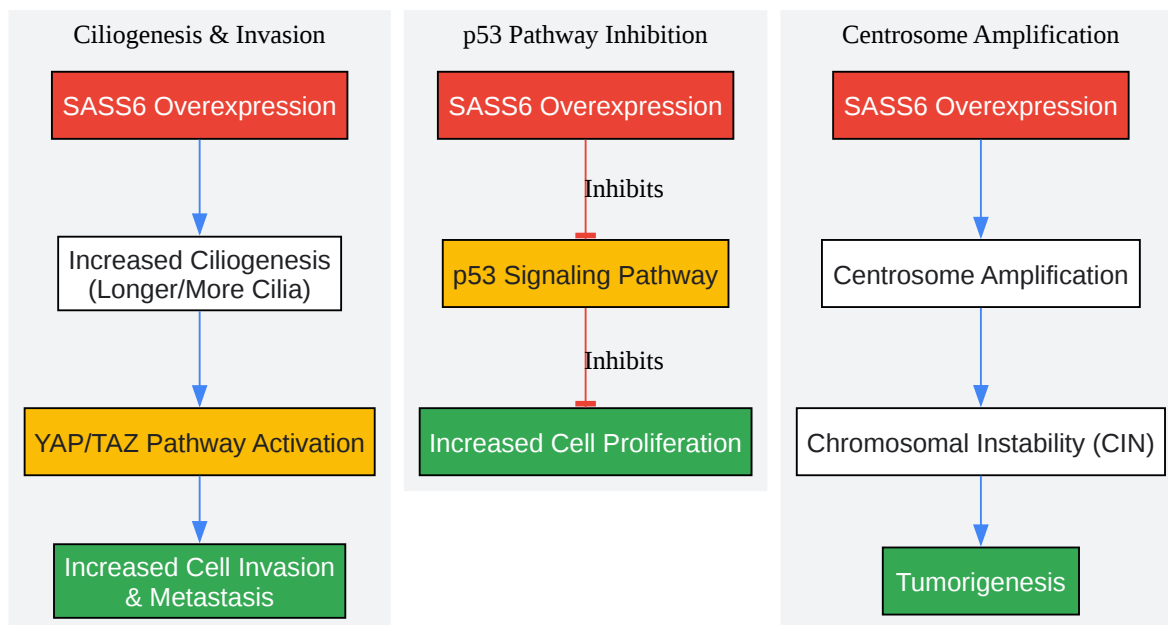 Ciliogenesis & Invasion
SASS6 Overexpression
Increased Ciliogenesis
(Longer/More Cilia)
YAP/TAZ Pathway Activation
Increased Cell Invasion
& Metastasis
p53 Pathway Inhibition
SASS6 Overexpression
Inhibits
p53 Signaling Pathway
Inhibits
Increased Cell Proliferation
Centrosome Amplification
SASS6 Overexpression
Centrosome Amplification
Chromosomal Instability (CIN)
Tumorigenesis